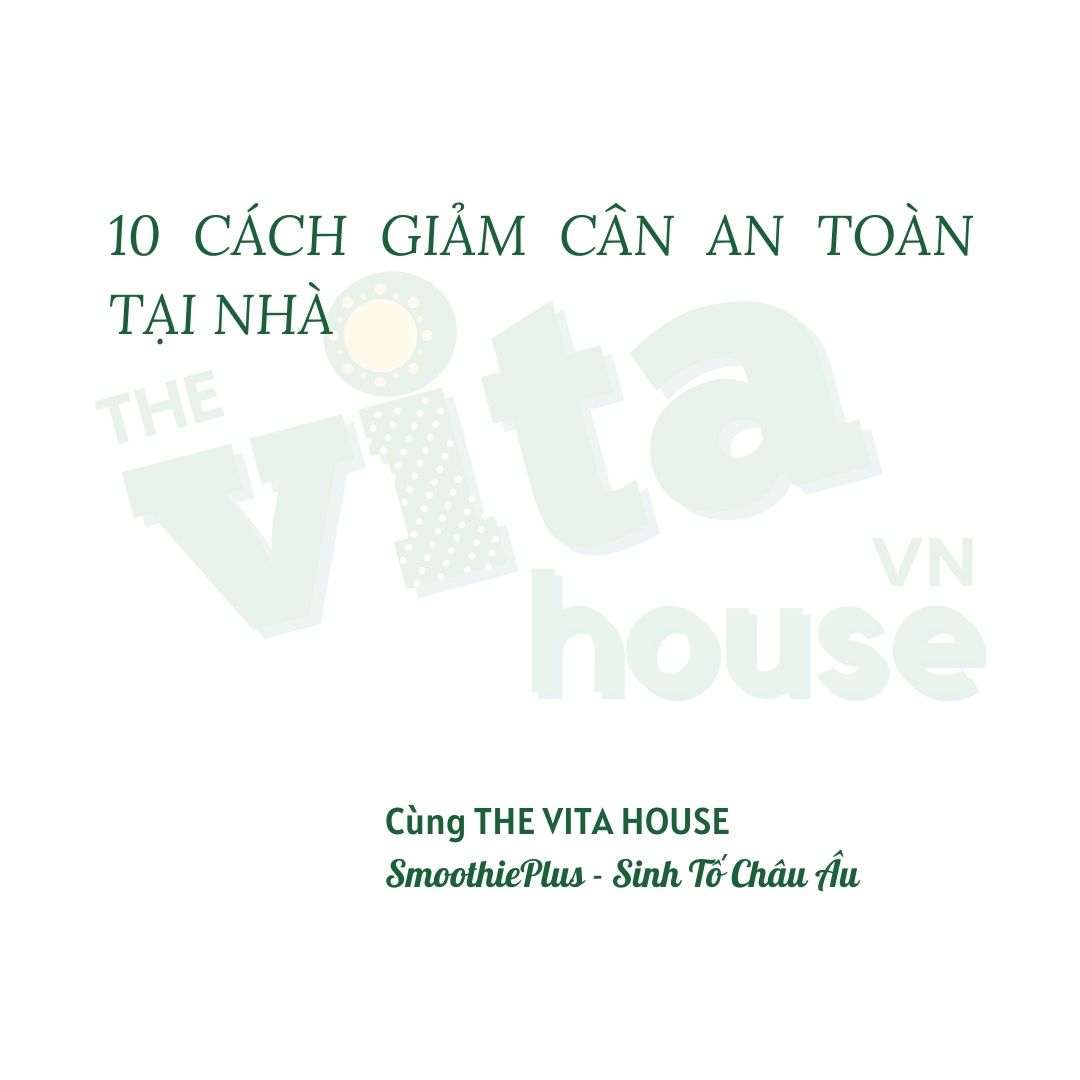 10 CÁCH GIẢM CÂN AN TOÀN
TẠI NHÀ
THE
vita
VN
house
Cùng THE VITA HOUSE
SmoothiePlus - Sinh Tố Châu Âu